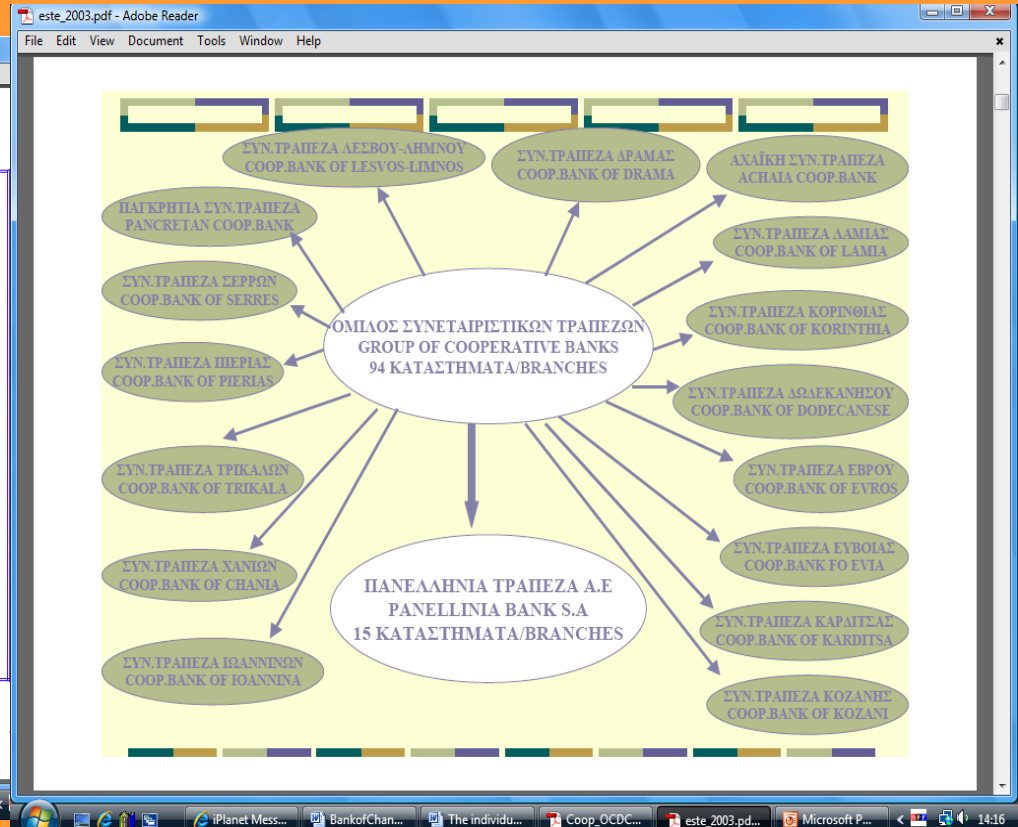 este_2003.pdf - Adobe Reader
File Edit View Document Tools Window Help
ΣΥΝ.ΤΡΑΠΕΖΑ ΛΕΣΒΟΥ-ΛΗΜΝΟΥ
COOP.BANK OF LESVOS-LIMNOS
ΣΥΝ.ΤΡΑΠΕΖΑ ΔΡΑΜΑΣ
COOP.BANK OF DRAMA
ΑΧΑΪΚΗ ΣΥΝ.ΤΡΑΠΕΖΑ
ACHAIA COOP.BANK
ΠΑΓΚΡΗΤΙΑ ΣΥΝ.ΤΡΑΠΕΖΑ
PANCRETAN COOP.BANK
ΣΥΝ.ΤΡΑΠΕΖΑ ΛΑΜΙΑΣ
COOP.BANK OF LAMIA
ΣΥΝ.ΤΡΑΠΕΖΑ ΣΕΡΡΩΝ
COOP.BANK OF SERRES
ΣΥΝ.ΤΡΑΠΕΖΑ ΚΟΡΙΝΘΙΑΣ
COOP.BANK OF KORINTHIA
ΟΜΙΛΟΣ ΣΥΝΕΤΑΙΡΙΣΤΙΚΩΝ ΤΡΑΠΕΖΩΝ
GROUP OF COOPERATIVE BANKS
94 ΚΑΤΑΣΤΗΜΑΤΑ/BRANCHES
ΣΥΝ.ΤΡΑΠΕΖΑ ΠΙΕΡΙΑΣ
COOP.BANK OF PIERIAS
ΣΥΝ.ΤΡΑΠΕΖΑ ΔΩΔΕΚΑΝΗΣΟΥ
COOP.BANK OF DODECANESE
ΣΥΝ.ΤΡΑΠΕΖΑ ΤΡΙΚΑΛΩΝ
COOP.BANK OF TRIKALA
ΣΥΝ.ΤΡΑΠΕΖΑ ΕΒΡΟΥ
COOP.BANK OF EVROS
ΣΥΝ.ΤΡΑΠΕΖΑ ΧΑΝΙΩΝ
COOP.BANK OF CHANIA
ΣΥΝ.ΤΡΑΠΕΖΑ ΕΥΒΟΙΑΣ
COOP.BANK FO EVIA
ΠΑΝΕΛΛΗΝΙΑ ΤΡΑΠΕΖΑ Α.Ε
PANELLINIA BANK S.A
15 ΚΑΤΑΣΤΗΜΑΤΑ/BRANCHES
ΣΥΝ.ΤΡΑΠΕΖΑ ΚΑΡΔΙΤΣΑΣ
COOP.BANK OF KARDITSA
ΣΥΝ.ΤΡΑΠΕΖΑ ΙΩΑΝΝΙΝΩΝ
COOP.BANK OF IOANNINA
ΣΥΝ.ΤΡΑΠΕΖΑ ΚΟΖΑΝΗΣ
COOP.BANK OF KOZANI
iPlanet Mess... BankofChan... The individu... Coop_OCDC... este_2003.pd... Microsoft P... 14:16